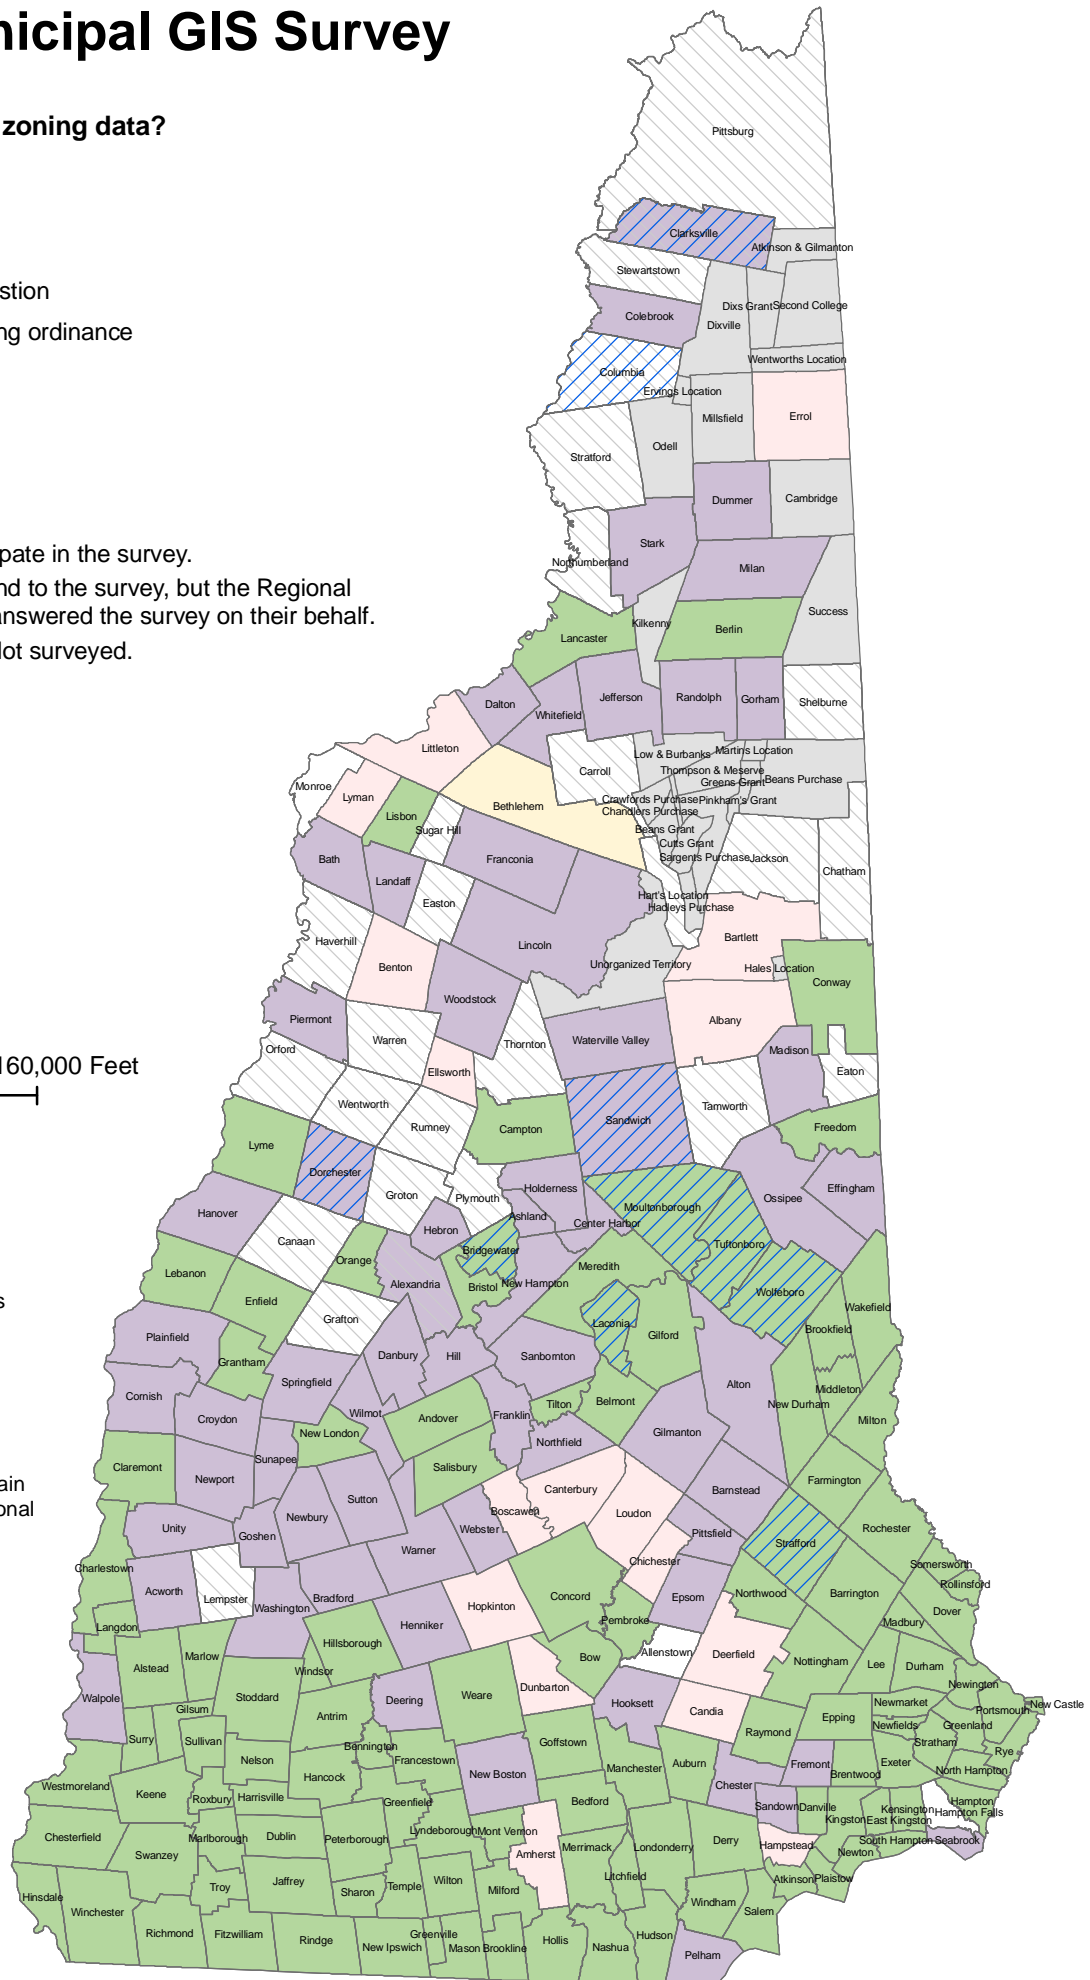 nicipal GIS Survey
zoning data?
stion
ng ordinance
pate in the survey.
nd to the survey, but the Regional
answered the survey on their behalf.
lot surveyed.
160,000 Feet
s
ain
onal
Pittsburg
Clarksville
Atkinson & Gilmanton
Stewartstown
Dixs Grant
Second College
Colebrook
Dixville
Wentworths Location
Columbia
Ervings Location
Errol
Millsfield
Odell
Stratford
Dummer
Cambridge
Stark
Northumberland
Milan
Success
Kilkenny
Berlin
Lancaster
Jefferson
Randolph
Gorham
Shelburne
Dalton
Whitefield
Littleton
Low & Burbanks
Martins Location
Carroll
Thompson & Meserve
Greens Grant
Beans Purchase
Monroe
Lyman
Bethlehem
Crawfords Purchase
Pinkham's Grant
Chandlers Purchase
Lisbon
Sugar Hill
Beans Grant
Cutts Grant
Bath
Franconia
Sargents Purchase
Jackson
Chatham
Landaff
Easton
Hart's Location
Hadleys Purchase
Haverhill
Lincoln
Bartlett
Benton
Unorganized Territory
Hales Location
Conway
Woodstock
Piermont
Albany
Warren
Waterville Valley
Orford
Thornton
Madison
Ellsworth
Eaton
Wentworth
Tamworth
Rumney
Campton
Sandwich
Freedom
Lyme
Dorchester
Groton
Plymouth
Holderness
Effingham
Ossipee
Hanover
Ashland
Center Harbor
Moultonborough
Hebron
Canaan
Bridgewater
Tuftonboro
Orange
Meredith
Lebanon
Alexandria
Bristol
New Hampton
Wolfeboro
Enfield
Wakefield
Grafton
Laconia
Gilford
Brookfield
Plainfield
Danbury
Hill
Sanbornton
Grantham
Springfield
Alton
Middleton
Cornish
Belmont
New Durham
Wilmot
Tilton
Croydon
Andover
Franklin
Milton
New London
Gilmanton
Northfield
Sunapee
Claremont
Salisbury
Newport
Farmington
Canterbury
Barnstead
Sutton
Boscawen
Loudon
Newbury
Unity
Webster
Pittsfield
Rochester
Goshen
Strafford
Warner
Chichester
Charlestown
Somersworth
Acworth
Rollinsford
Lempster
Bradford
Concord
Epsom
Northwood
Barrington
Washington
Hopkinton
Dover
Henniker
Pembroke
Madbury
Langdon
Hillsborough
Allenstown
Deerfield
Bow
Marlow
Nottingham
Lee
Durham
Alstead
Windsor
Newington
Dunbarton
Walpole
Stoddard
Deering
Weare
Hooksett
Newmarket
New Castle
Gilsum
Candia
Portsmouth
Antrim
Epping
Raymond
Newfields
Greenland
Surry
Sullivan
Goffstown
Stratham
Bennington
Rye
Nelson
Francestown
Auburn
Fremont
Exeter
Manchester
Brentwood
North Hampton
New Boston
Hancock
Chester
Westmoreland
Keene
Roxbury
Harrisville
Bedford
Hampton
Greenfield
Sandown
Danville
Kensington
Hampton Falls
Kingston
East Kingston
Chesterfield
Marlborough
Dublin
Peterborough
Lyndeborough
Mont Vernon
Derry
South Hampton
Seabrook
Merrimack
Londonderry
Hampstead
Newton
Swanzey
Amherst
Litchfield
Atkinson
Plaistow
Troy
Jaffrey
Temple
Wilton
Sharon
Milford
Hinsdale
Windham
Winchester
Salem
Richmond
Fitzwilliam
Rindge
Greenville
Hudson
New Ipswich
Mason
Brookline
Hollis
Nashua
Pelham